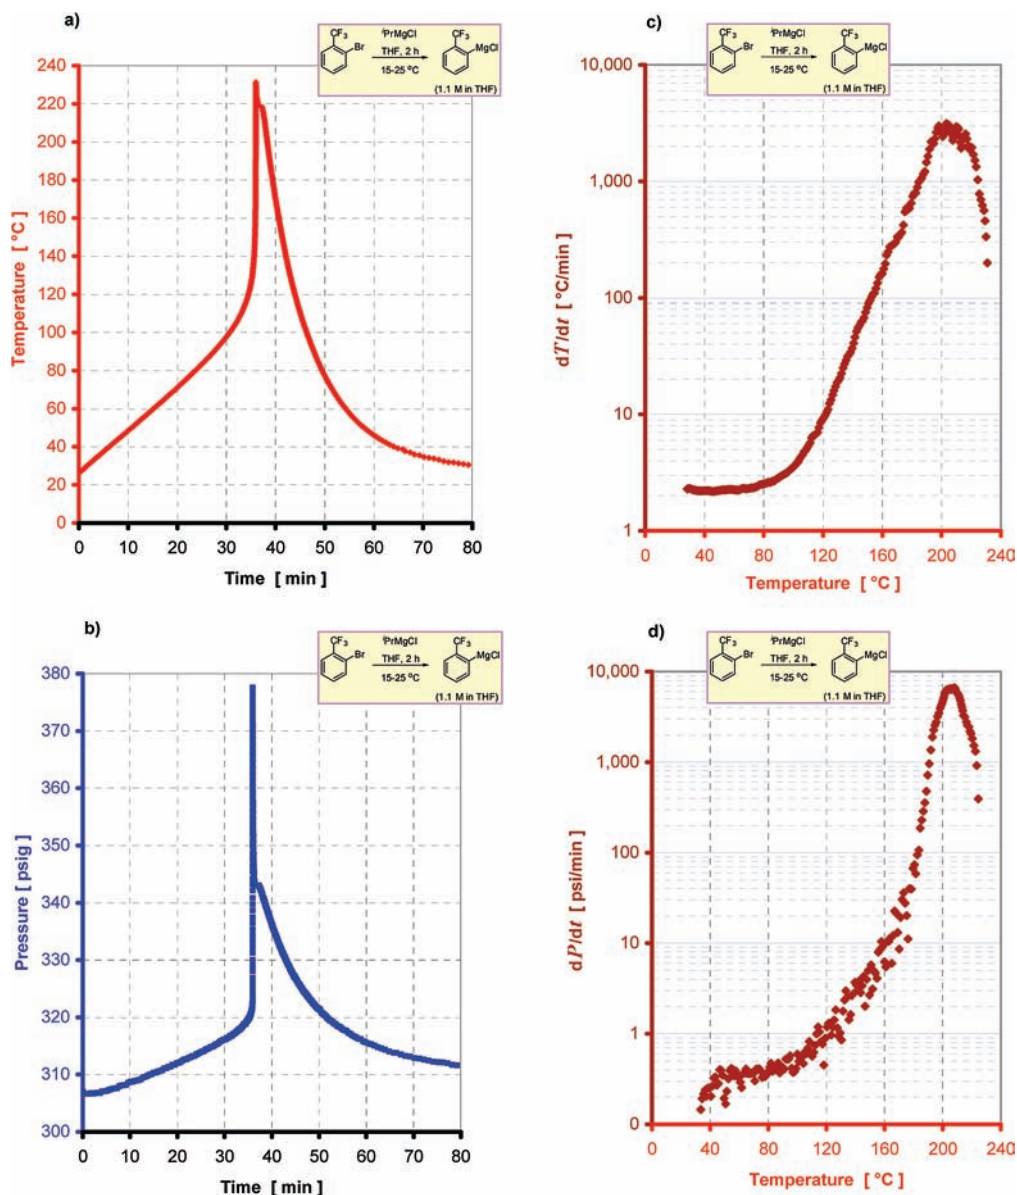 a)
CF3
Br
iPrMgCl
THF, 2 h
15-25 °C
CF3
MgCl
(1.1 M in THF)
240
220
200
180
160
140
120
100
80
60
40
20
0
Temperature [ °C]
0 10 20 30 40 50 60 70 80
Time [ min ]
c)
CF3
Br
iPrMgCl
THF, 2 h
15-25 °C
CF3
MgCl
(1.1 M in THF)
10,000
1,000
100
10
1
dT/dt [ °C/min ]
0 40 80 120 160 200 240
Temperature [ °C]
b)
CF3
Br
iPrMgCl
THF, 2 h
15-25 °C
CF3
MgCl
(1.1 M in THF)
380
370
360
350
340
330
320
310
300
Pressure [ psig ]
0 10 20 30 40 50 60 70 80
Time [ min ]
d)
CF3
Br
iPrMgCl
THF, 2 h
15-25 °C
CF3
MgCl
(1.1 M in THF)
10,000
1,000
100
10
1
0
dP/dt [ psi/min ]
0 40 80 120 160 200 240
Temperature [ °C]